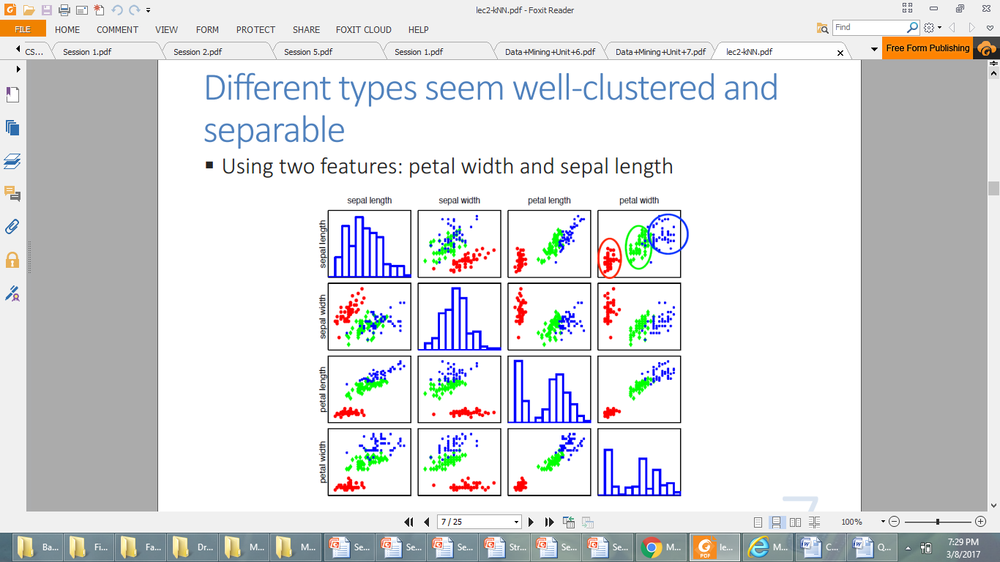 lec2-kNN.pdf - Foxit Reader
FILE HOME COMMENT VIEW FORM PROTECT SHARE FOXIT CLOUD HELP
Find
CS... Session 1.pdf Session 2.pdf Session 5.pdf Session 1.pdf Data+Mining+Unit+6.pdf Data+Mining+Unit+7.pdf lec2-kNN.pdf
Free Form Publishing
Different types seem well-clustered and
separable
Using two features: petal width and sepal length
sepal length sepal width petal length petal width
sepal length
sepal width
petal length
petal width
7
7 / 25
100%
Ba... Fi... Fa... Dr... M... M... Se... Se... Se... Str... Se... Se... M... le... M... C... Q...
PDF
7:29 PM
3/8/2017